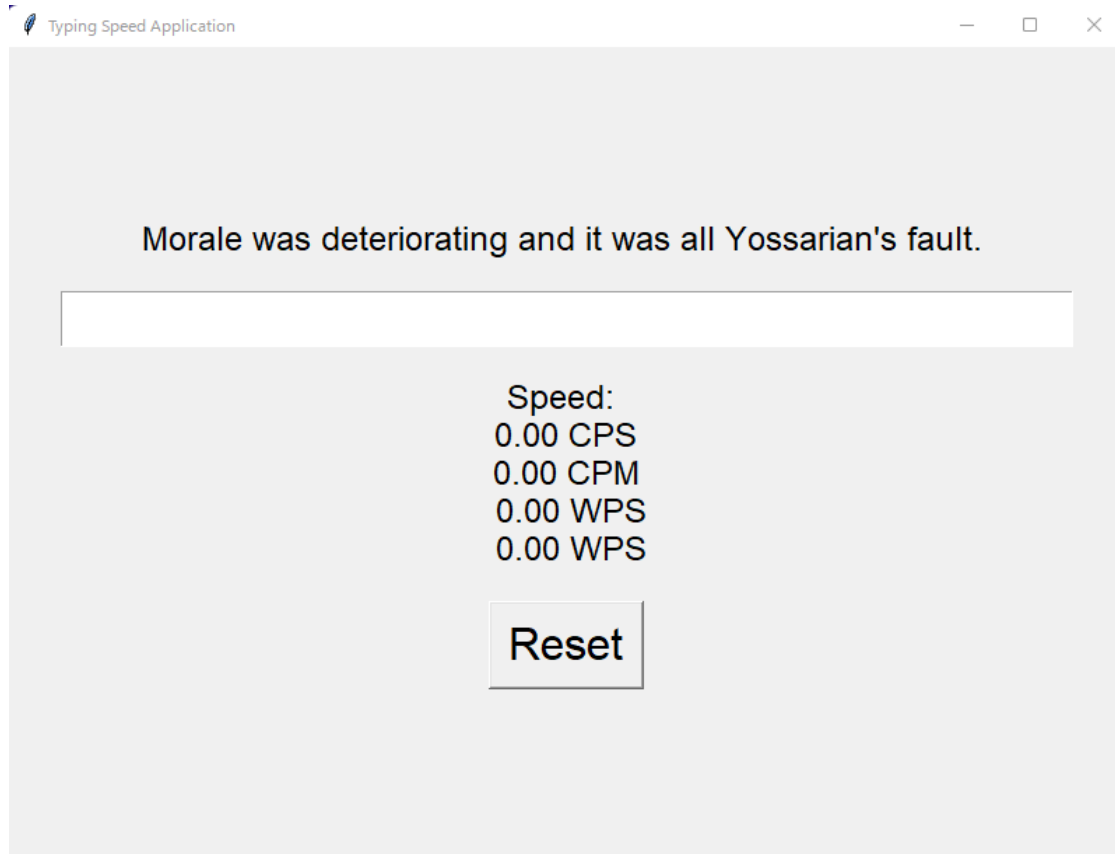 Typing Speed Application
Morale was deteriorating and it was all Yossarian's fault.
Speed:
0.00 CPS
0.00 CPM
0.00 WPS
0.00 WPS
Reset